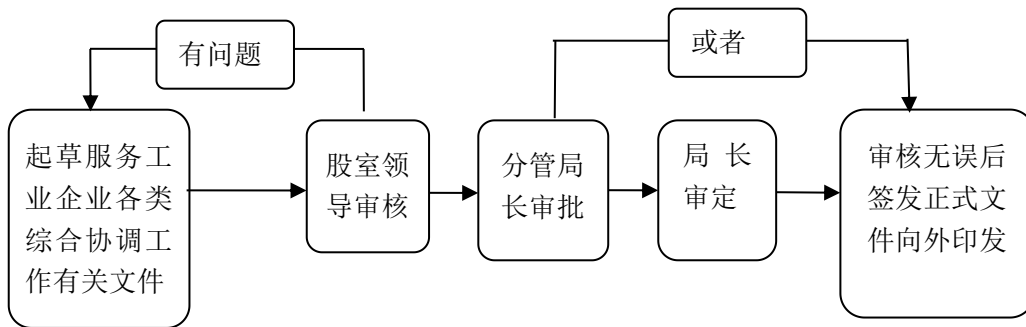 有问题
或者
起草服务工
业企业各类
综合协调工
作有关文件
股室领
导审核
分管局
长审批
局 长
审定
审核无误后
签发正式文
件向外印发